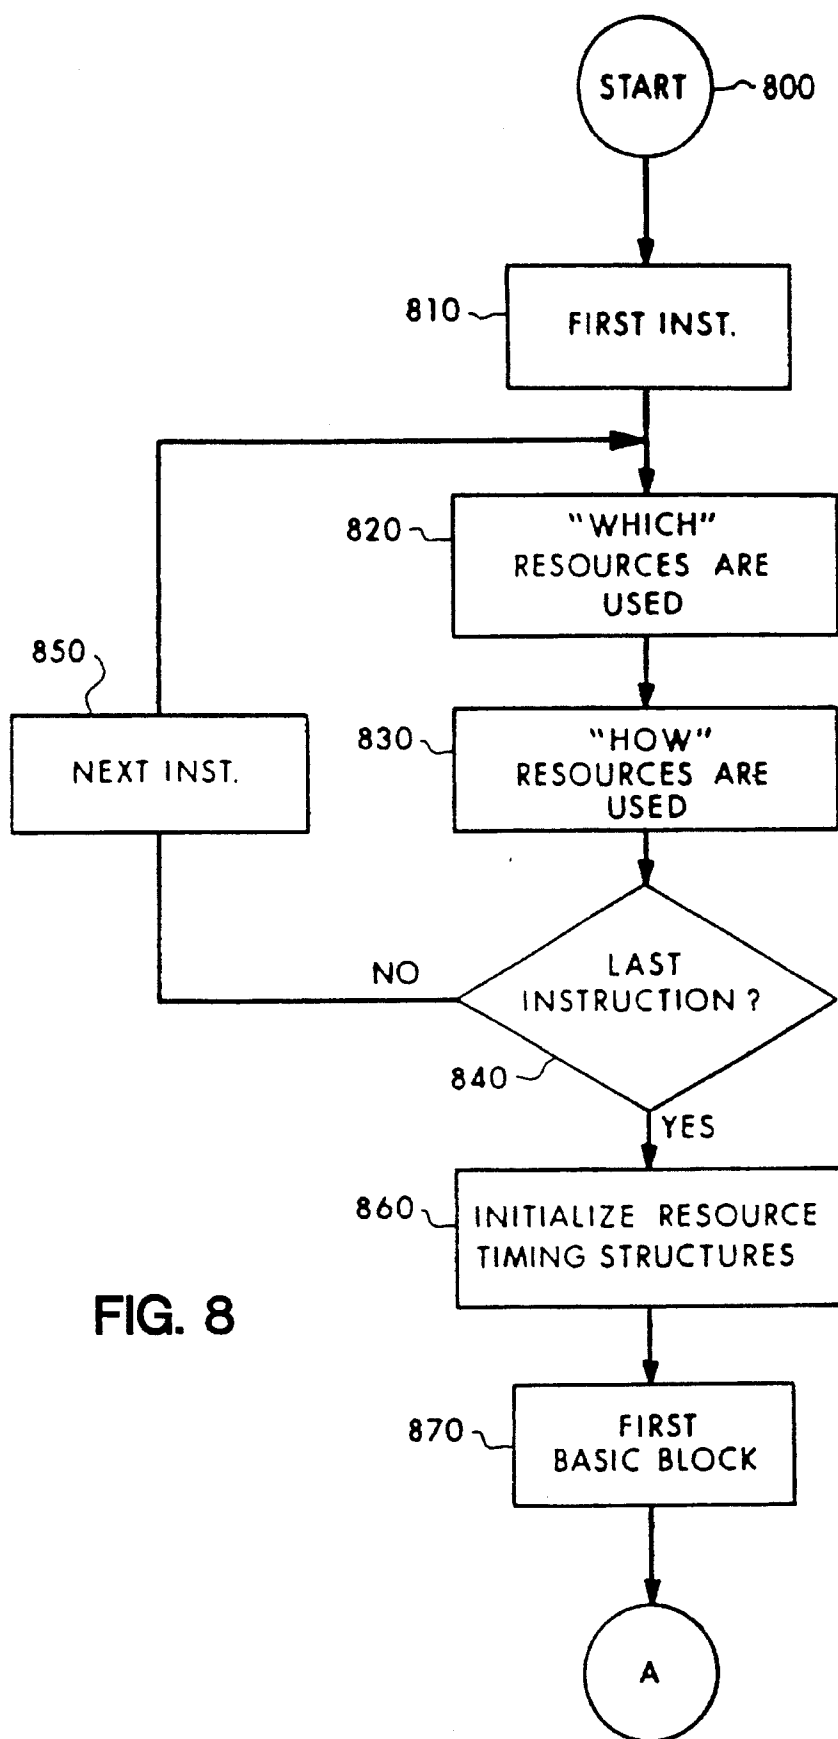 START
800
810
FIRST INST.
820
"WHICH"
RESOURCES ARE
USED
850
NEXT INST.
830
"HOW"
RESOURCES ARE
USED
NO
LAST
INSTRUCTION ?
840
YES
860
INITIALIZE RESOURCE
TIMING STRUCTURES
FIG. 8
870
FIRST
BASIC BLOCK
A